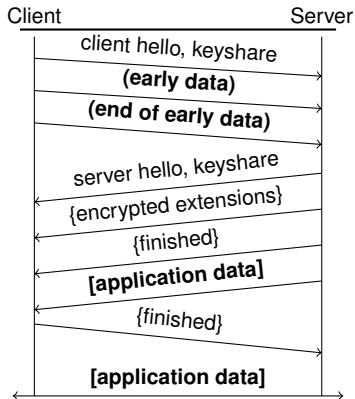 Client Server
client hello, keyshare
(early data)
(end of early data)
server hello, keyshare
{encrypted extensions}
{finished}
[application data]
{finished}
[application data]